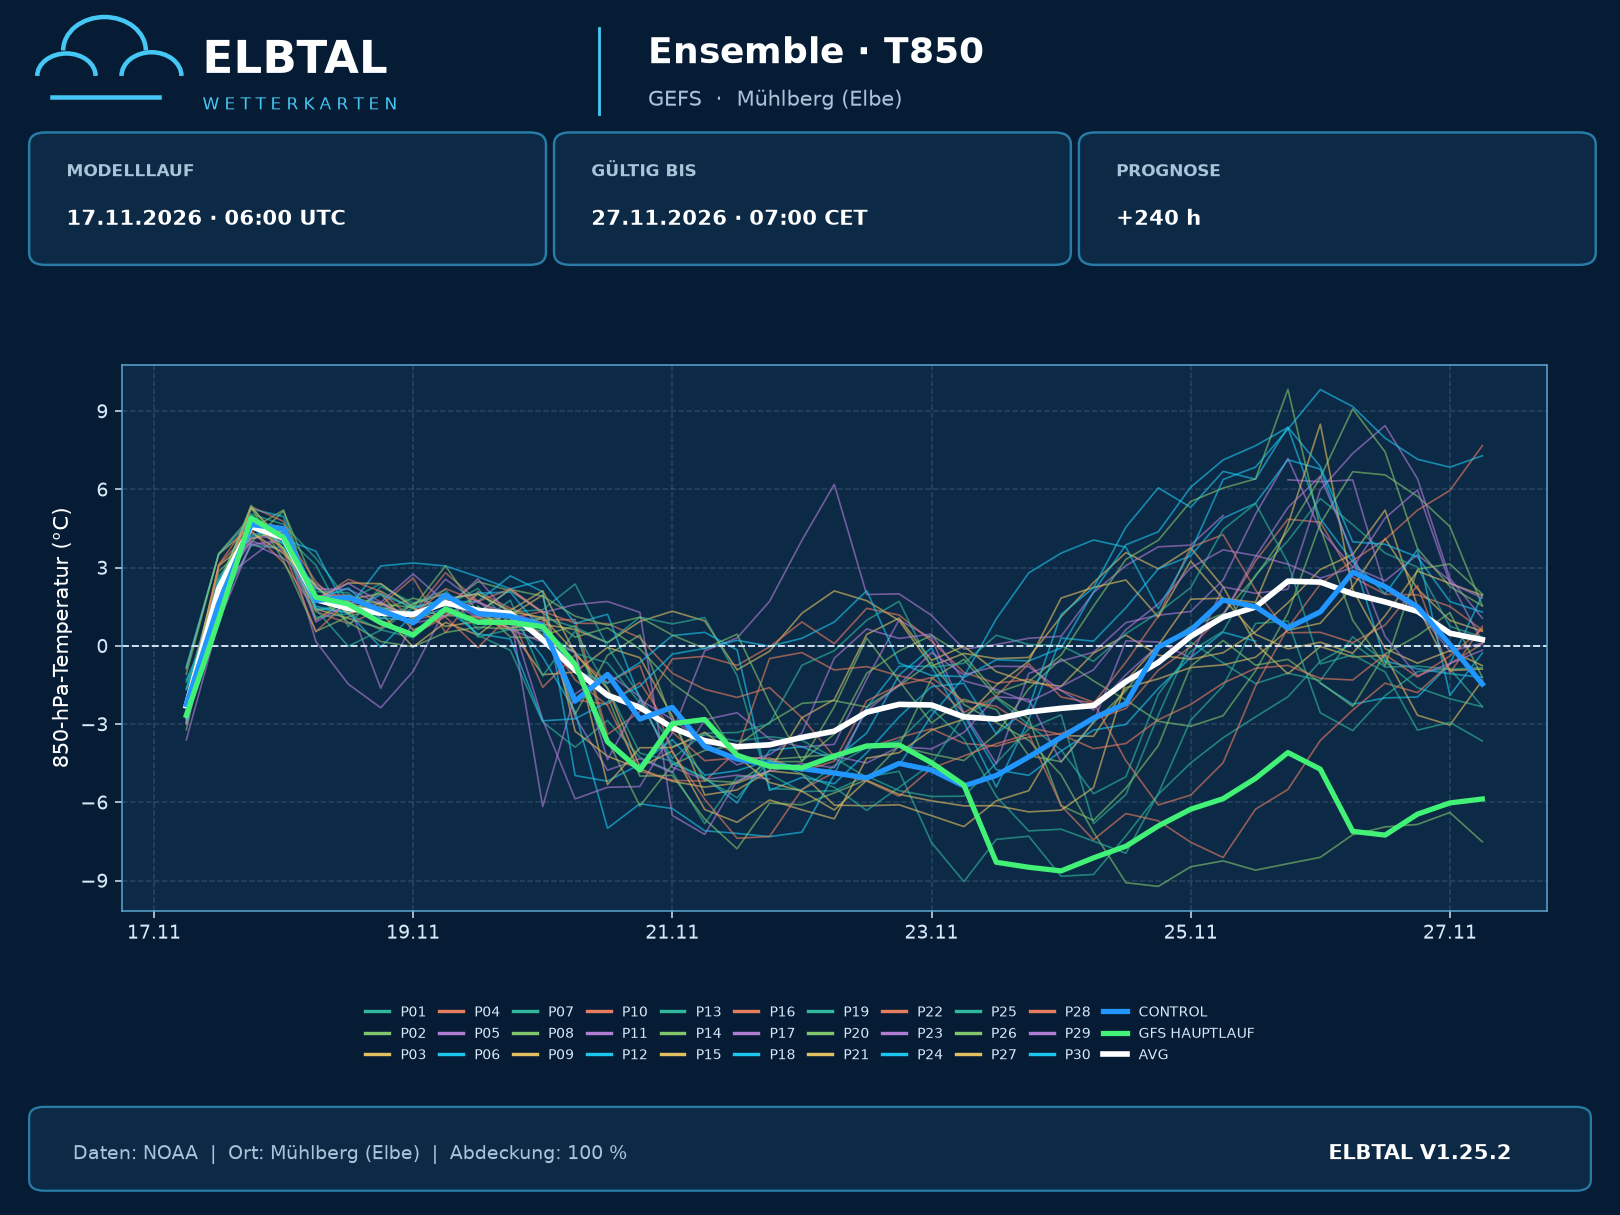 ELBTAL
WETTERKARTEN
Ensemble · T850
GEFS · Mühlberg (Elbe)
MODELLLAUF
17.11.2026 · 06:00 UTC
GÜLTIG BIS
27.11.2026 · 07:00 CET
PROGNOSE
+240 h
850-hPa-Temperatur (°C)
9
6
3
0
−3
−6
−9
17.11 19.11 21.11 23.11 25.11 27.11
P01 P04 P07 P10 P13 P16 P19 P22 P25 P28 CONTROL
P02 P05 P08 P11 P14 P17 P20 P23 P26 P29 GFS HAUPTLAUF
P03 P06 P09 P12 P15 P18 P21 P24 P27 P30 AVG
Daten: NOAA | Ort: Mühlberg (Elbe) | Abdeckung: 100 %
ELBTAL V1.25.2